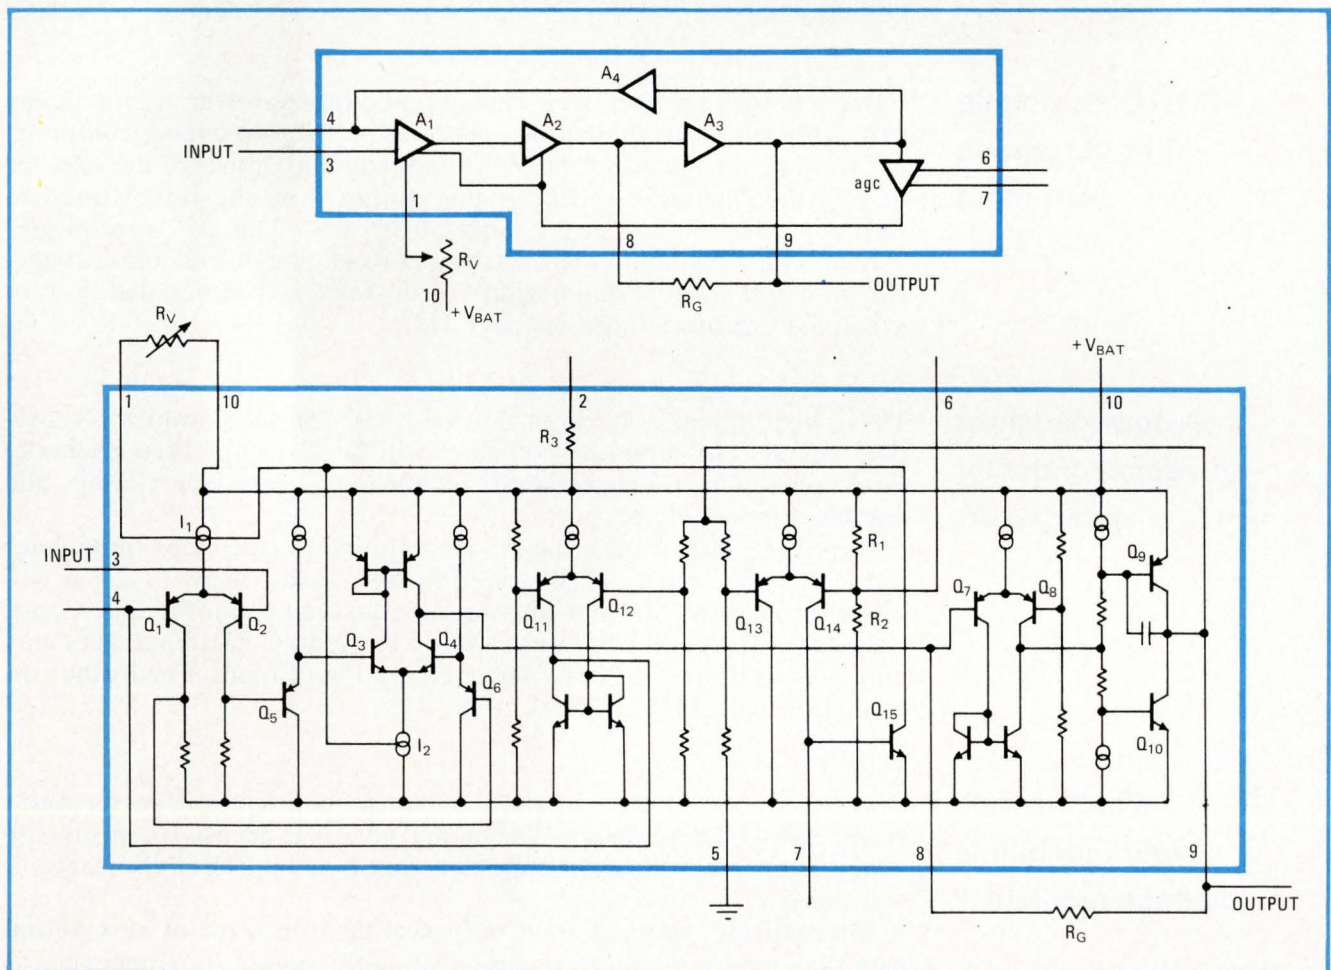 A4
4
A1
A2
A3
INPUT
3
agc
6
7
1
8
9
RV
10
RG
OUTPUT
+VBAT
RV
+VBAT
1
10
2
6
10
R3
I1
Q9
INPUT
3
R1
4
Q7
Q8
Q1
Q2
Q11
Q12
Q13
Q14
R2
Q3
Q4
Q5
Q6
Q15
Q10
I2
5
7
8
9
OUTPUT
RG